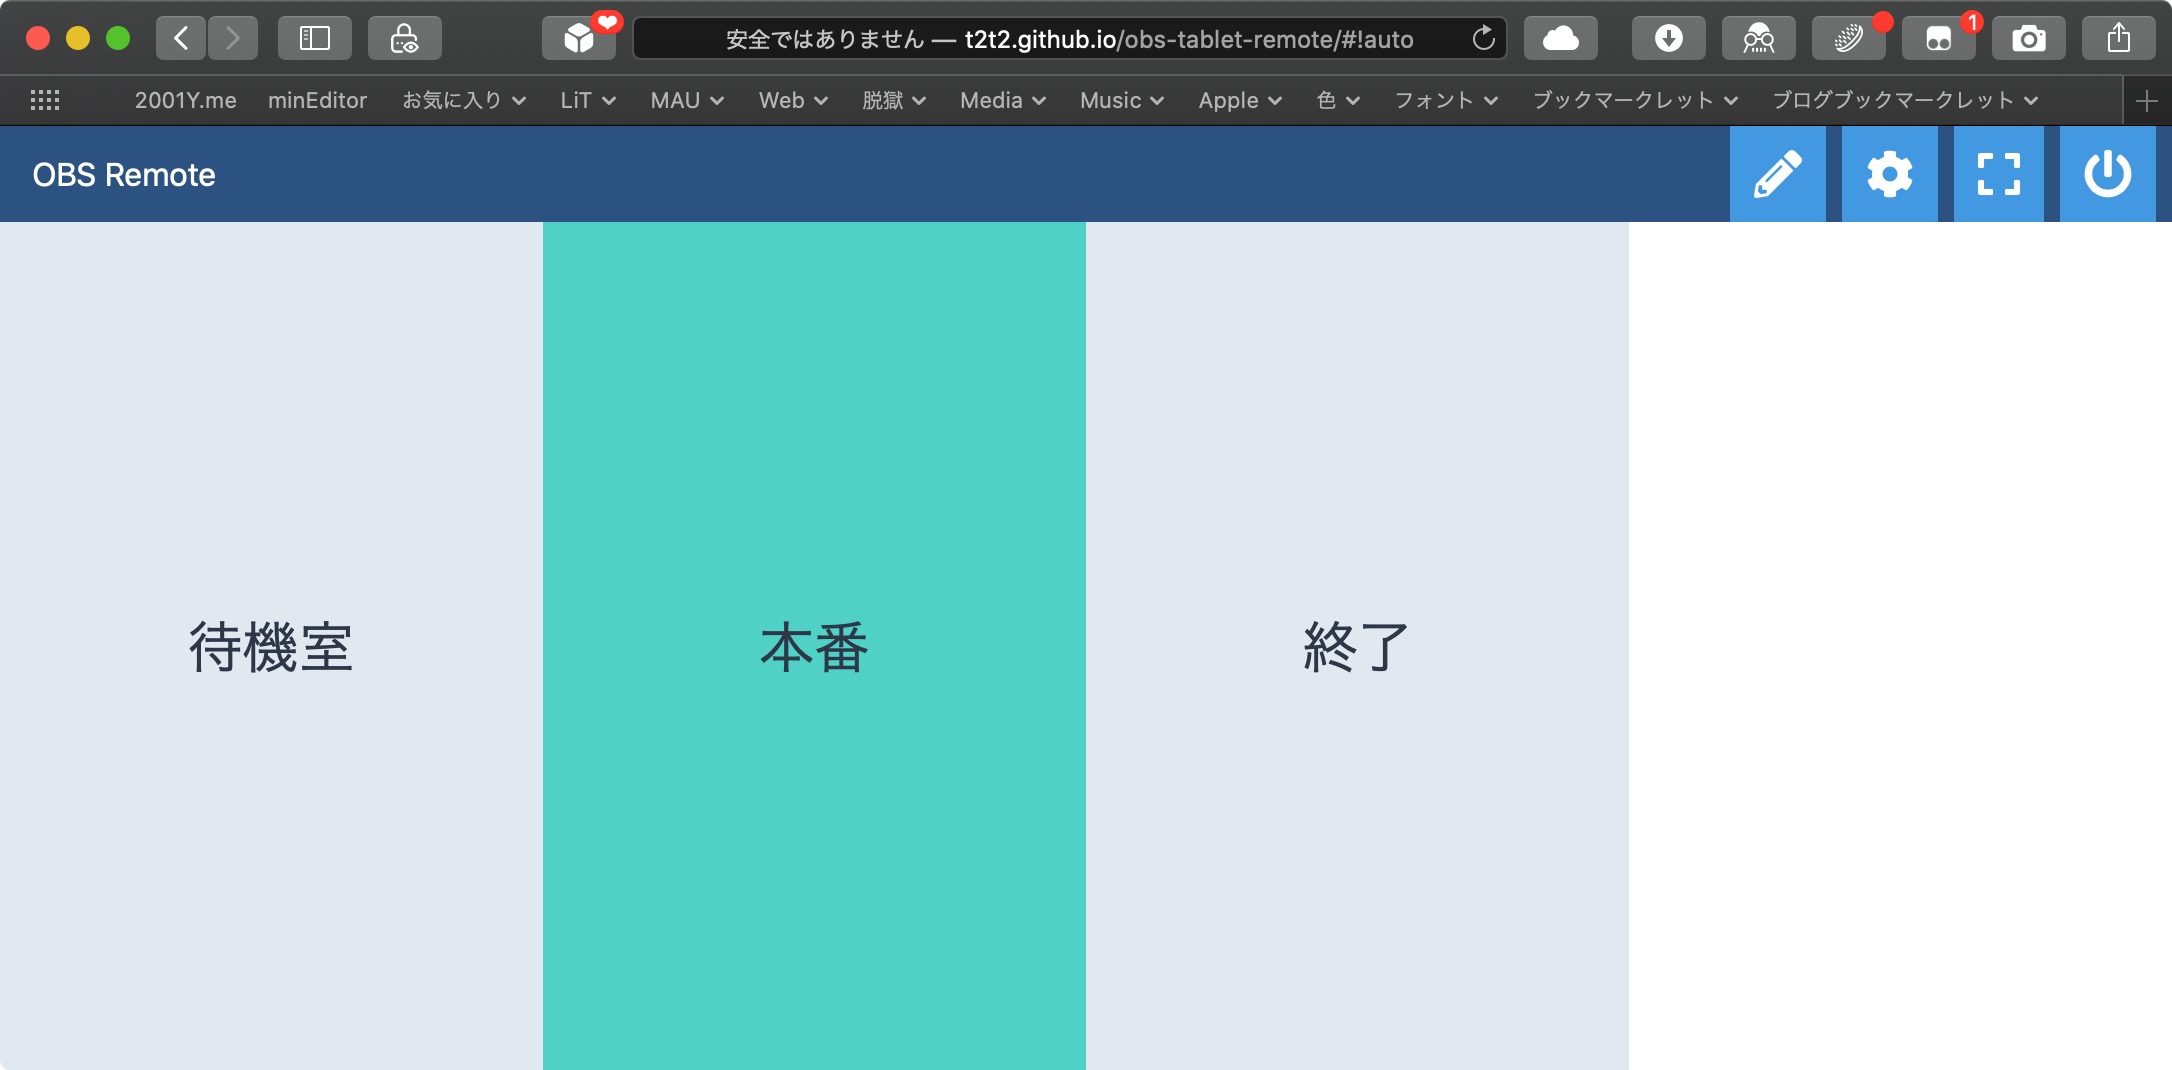 安全ではありません — t2t2.github.io/obs-tablet-remote/#!auto
1
2001Y.me minEditor お気に入り LiT MAU Web 脱獄 Media Music Apple 色 フォント ブックマークレット ブログブックマークレット
OBS Remote
待機室 本番 終了